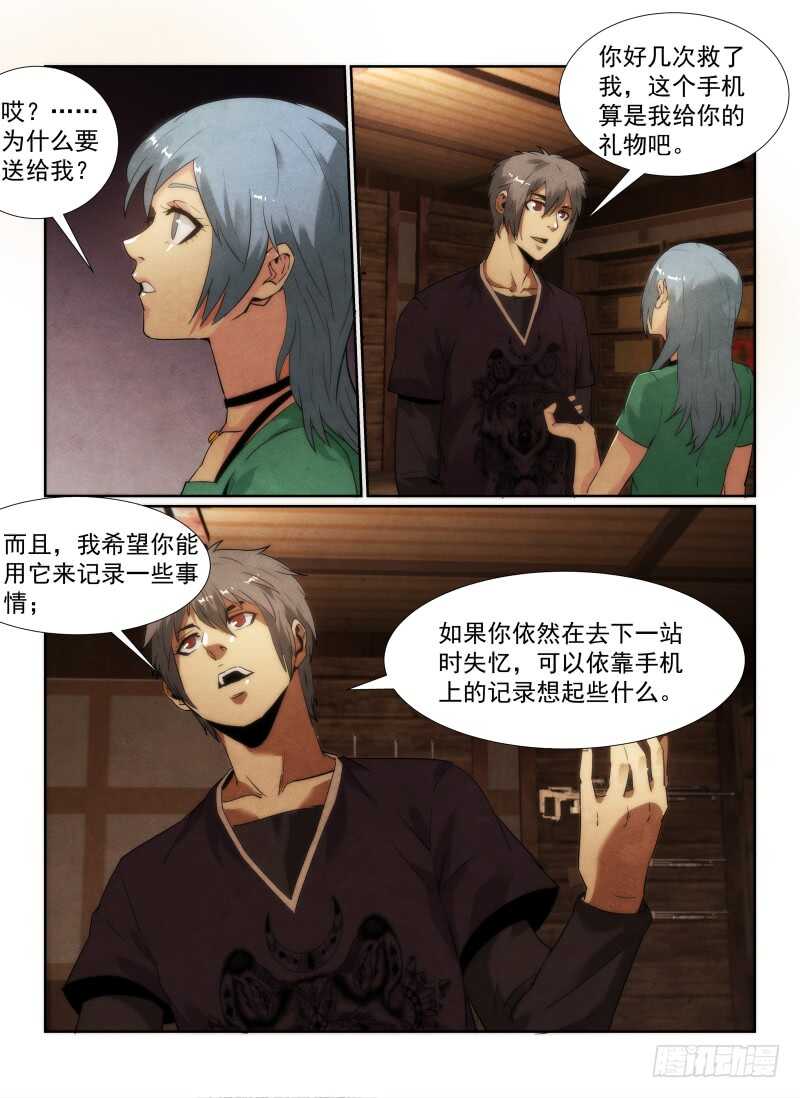 哎？……
为什么要
送给我？
你好几次救了
我，这个手机
算是我给你的
礼物吧。
而且，我希望你能
用它来记录一些事
情；
如果你依然在去下一站
时失忆，可以依靠手机
上的记录想起些什么。
腾讯动漫